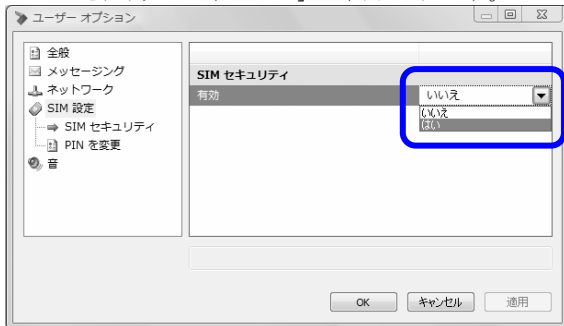 ユーザー オプション
全般
メッセージング
ネットワーク
SIM 設定
SIM セキュリティ
PIN を変更
音
SIM セキュリティ
有効
いいえ
いいえ
はい
OK
キャンセル
適用